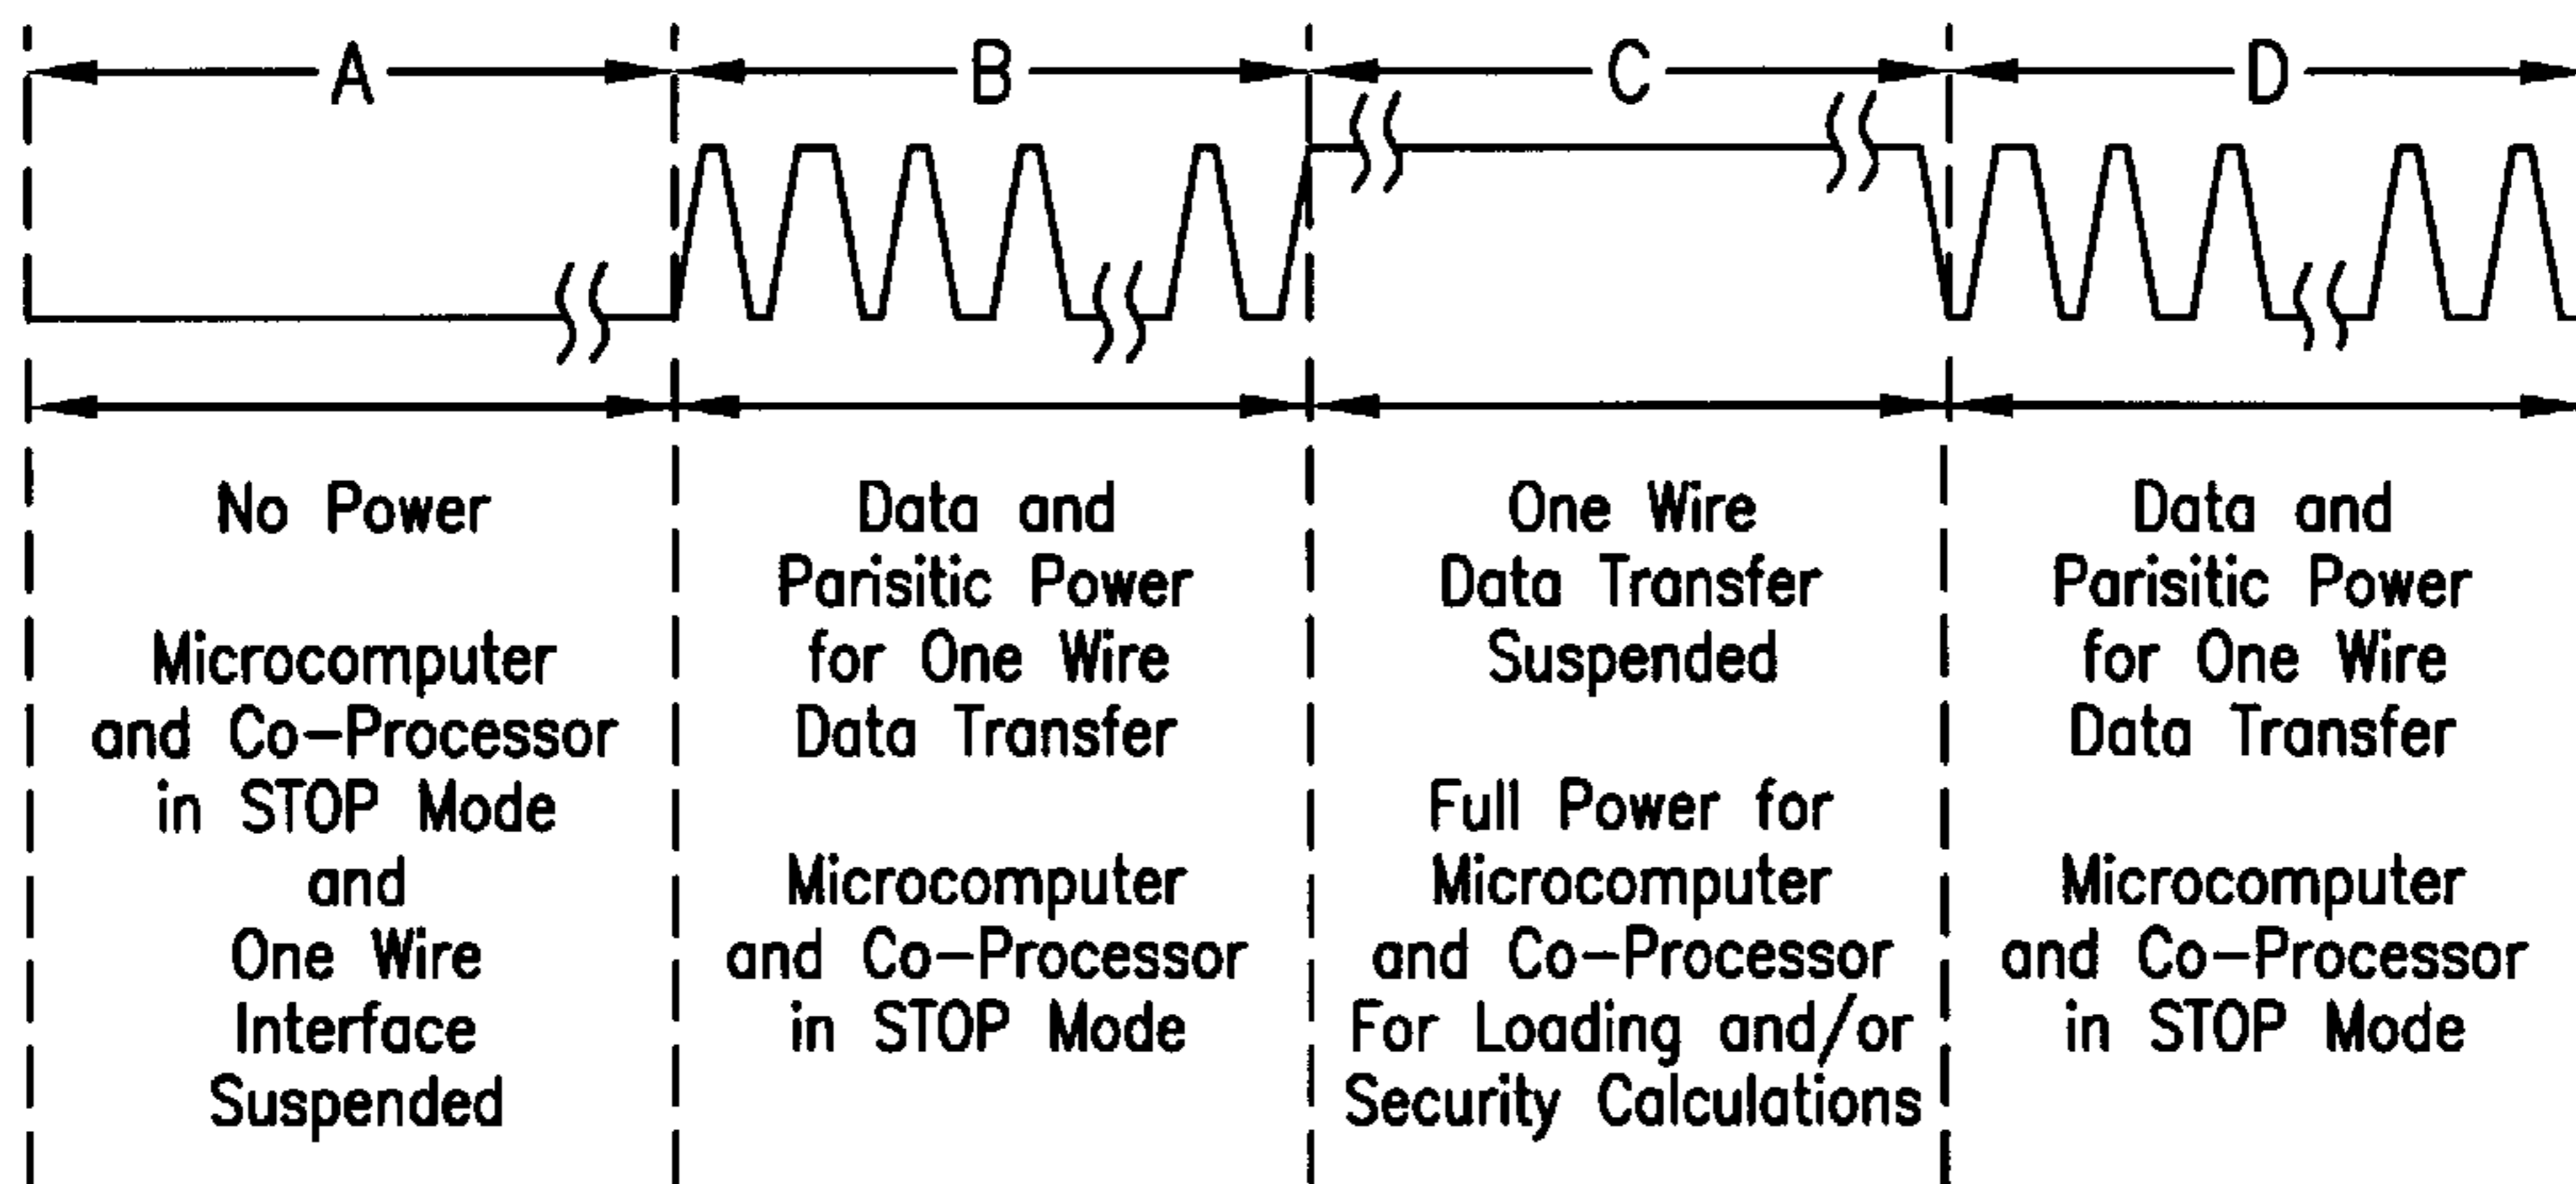 A
B
C
D
No Power
Microcomputer
and Co-Processor
in STOP Mode
and
One Wire
Interface
Suspended
Data and
Parisitic Power
for One Wire
Data Transfer
Microcomputer
and Co-Processor
in STOP Mode
One Wire
Data Transfer
Suspended
Full Power for
Microcomputer
and Co-Processor
For Loading and/or
Security Calculations
Data and
Parisitic Power
for One Wire
Data Transfer
Microcomputer
and Co-Processor
in STOP Mode